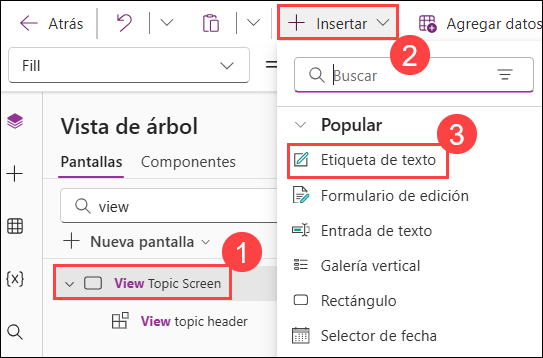 Atrás
Insertar
Agregar datos
2
Fill
=
Buscar
Vista de árbol
Popular
3
Pantallas
Componentes
Etiqueta de texto
view
Formulario de edición
Nueva pantalla
1
Entrada de texto
{x}
View Topic Screen
Galería vertical
View topic header
Rectángulo
Selector de fecha